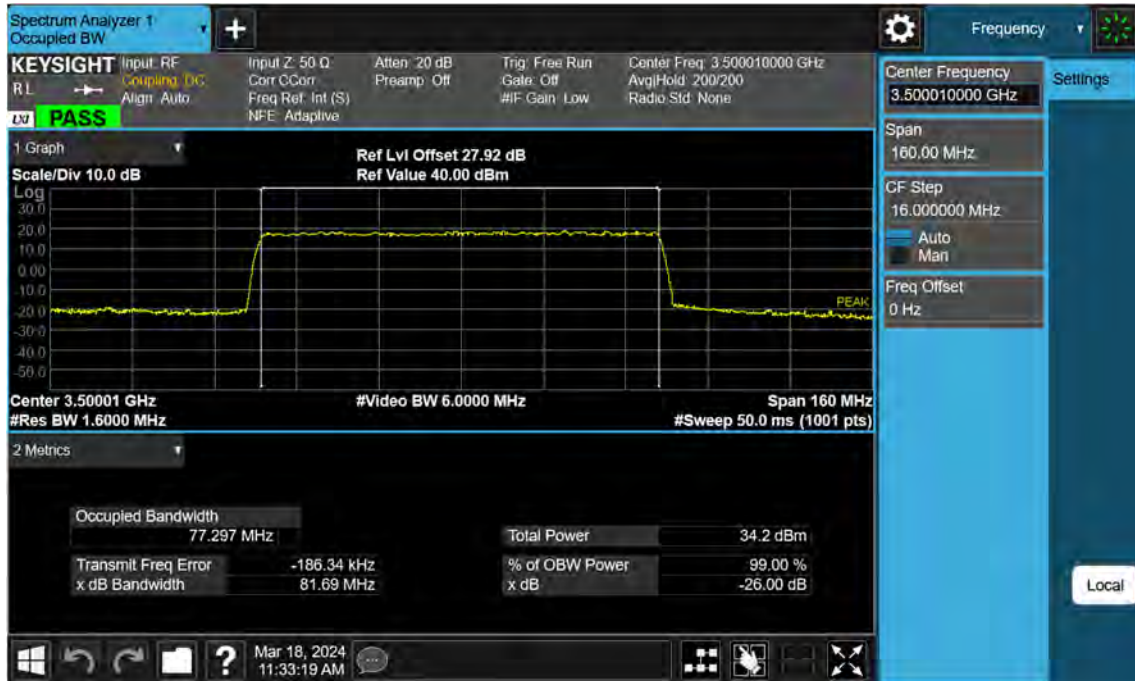 Spectrum Analyzer 1
Occupied BW
Frequency
KEYSIGHT
R L
LXI
PASS
Input: RF
Coupling: DC
Align: Auto
Input Z: 50 Ω
Corr CCorr
Freq Ref: Int (S)
NFE: Adaptive
Atten: 20 dB
Preamp: Off
Trig: Free Run
Gate: Off
#IF Gain: Low
Center Freq: 3.500010000 GHz
Avg|Hold: 200/200
Radio Std: None
Center Frequency
3.500010000 GHz
Settings
Span
160.00 MHz
CF Step
16.000000 MHz
Auto
Man
Freq Offset
0 Hz
1 Graph
Scale/Div 10.0 dB
Ref Lvl Offset 27.92 dB
Ref Value 40.00 dBm
Log
30.0
20.0
10.0
0.00
-10.0
-20.0
-30.0
-40.0
-50.0
PEAK
Center 3.50001 GHz
#Video BW 6.0000 MHz
Span 160 MHz
#Res BW 1.6000 MHz
#Sweep 50.0 ms (1001 pts)
2 Metrics
Occupied Bandwidth
77.297 MHz
Total Power 34.2 dBm
Transmit Freq Error -186.34 kHz
% of OBW Power 99.00 %
x dB Bandwidth 81.69 MHz
x dB -26.00 dB
Local
?
Mar 18, 2024
11:33:19 AM